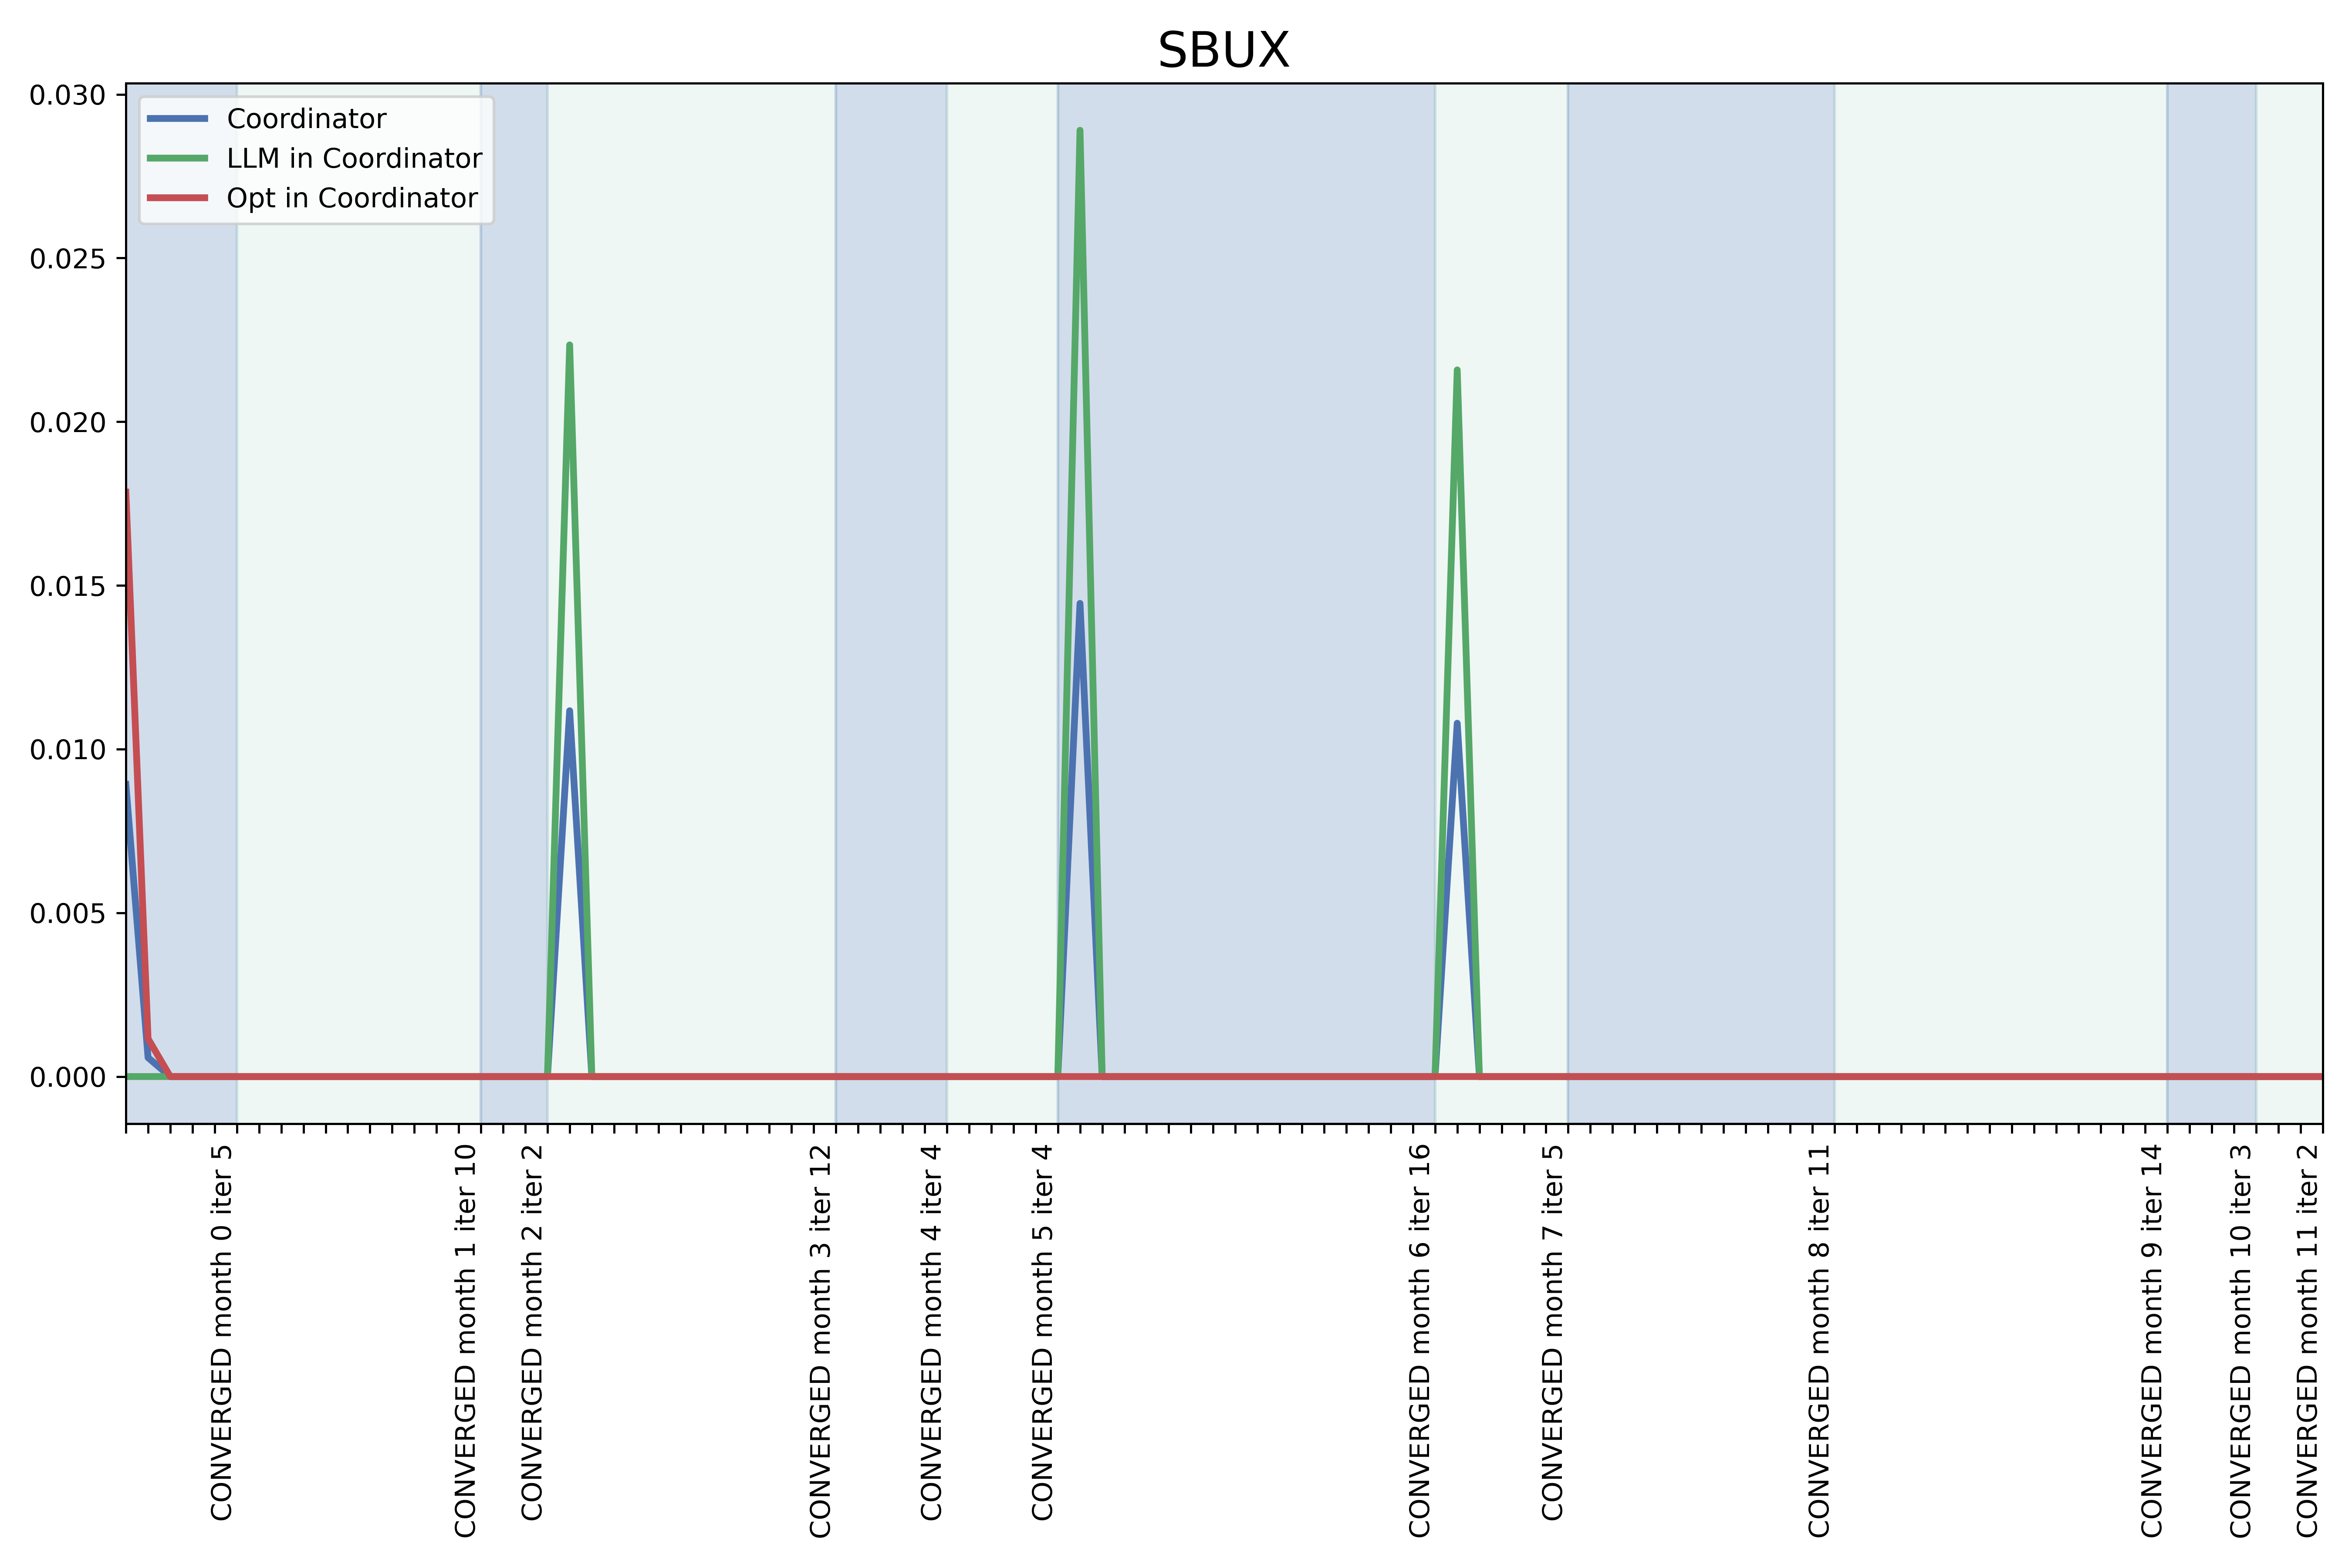 SBUX
0.030
0.025
0.020
0.015
0.010
0.005
0.000
Coordinator
LLM in Coordinator
Opt in Coordinator
CONVERGED month 0 iter 5
CONVERGED month 1 iter 10
CONVERGED month 2 iter 2
CONVERGED month 3 iter 12
CONVERGED month 4 iter 4
CONVERGED month 5 iter 4
CONVERGED month 6 iter 16
CONVERGED month 7 iter 5
CONVERGED month 8 iter 11
CONVERGED month 9 iter 14
CONVERGED month 10 iter 3
CONVERGED month 11 iter 2